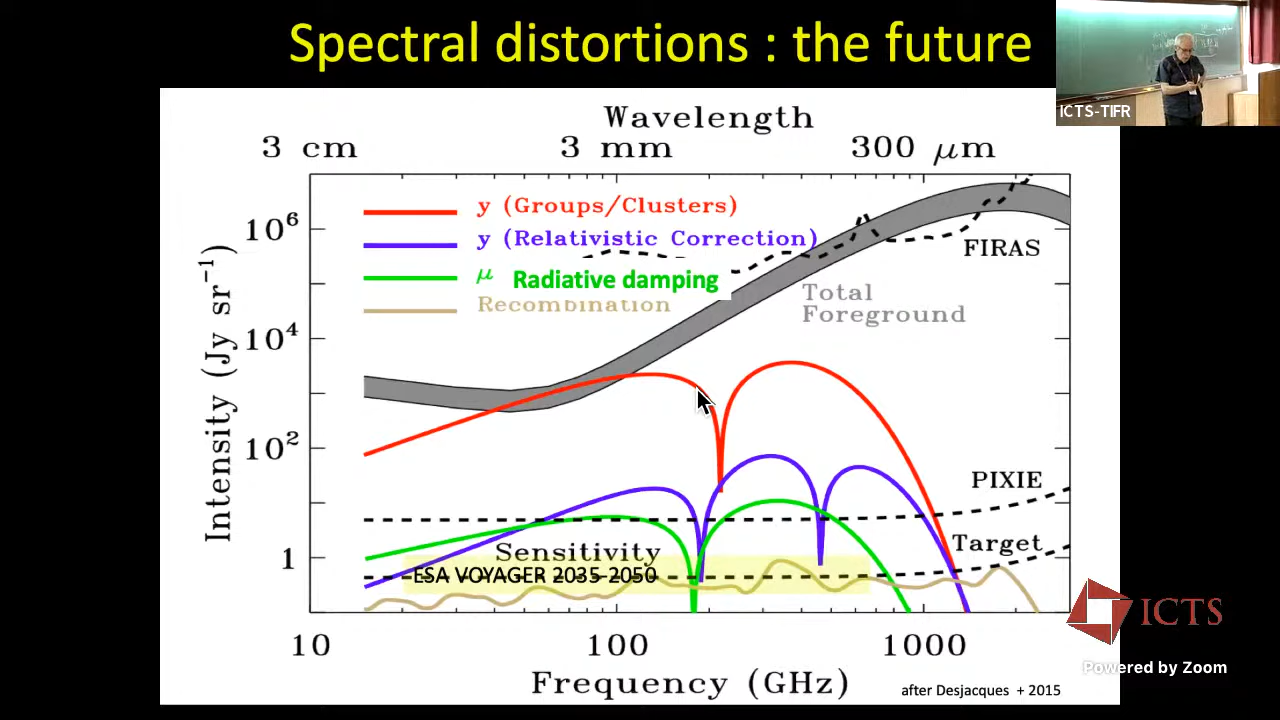 Spectral distortions : the future
ICTS-TIFR
Wavelength
3 cm 3 mm 300 μm
y (Groups/Clusters)
y (Relativistic Correction)
μ Radiative damping
Recombination
FIRAS
Total
Foreground
PIXIE
Target
Sensitivity
ESA VOYAGER 2035-2050
Intensity (Jy sr⁻¹)
10⁶
10⁴
10²
1
10 100 1000
Frequency (GHz)
after Desjacques + 2015
ICTS
Powered by Zoom